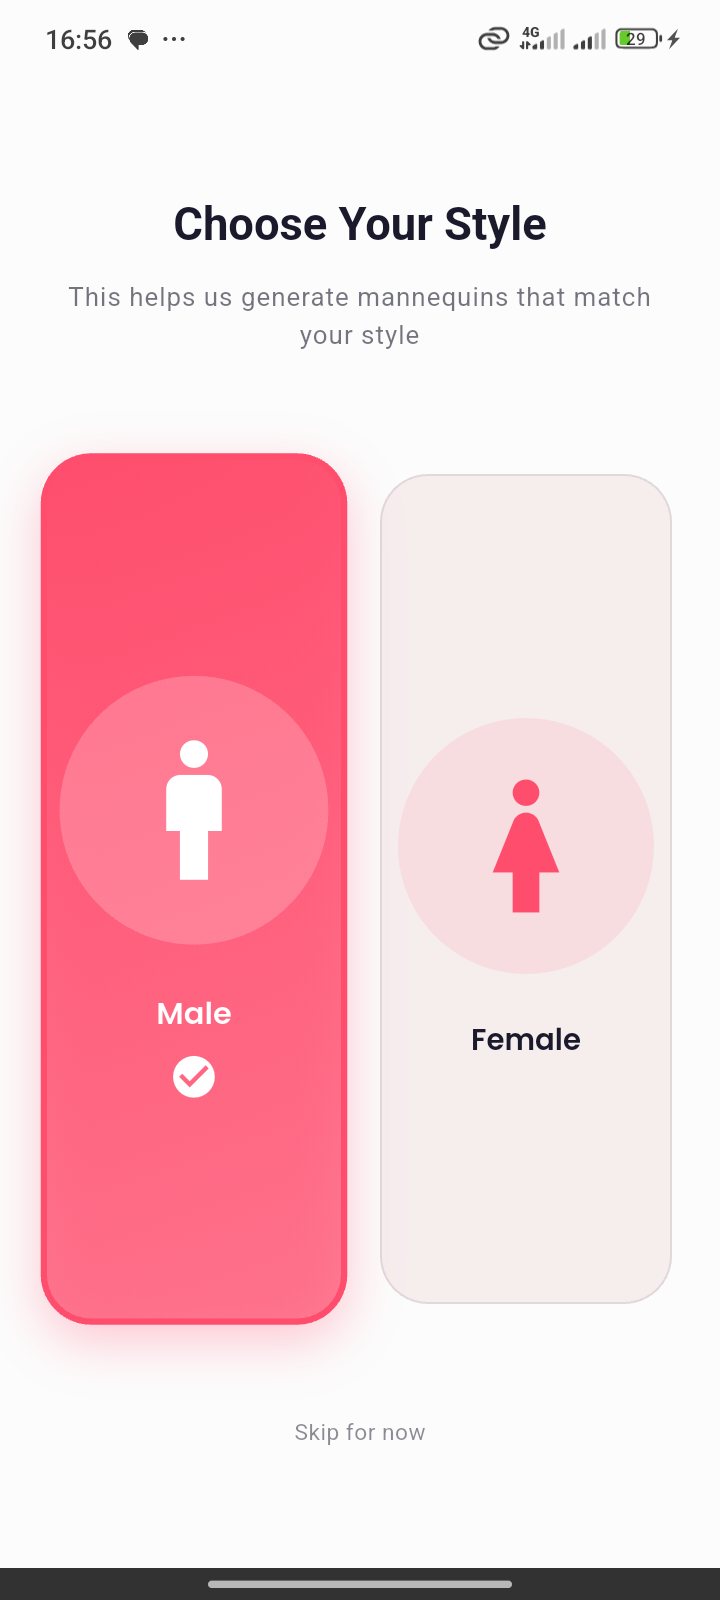 16:56
4G
29
Choose Your Style
This helps us generate mannequins that match
your style
Male
Female
Skip for now